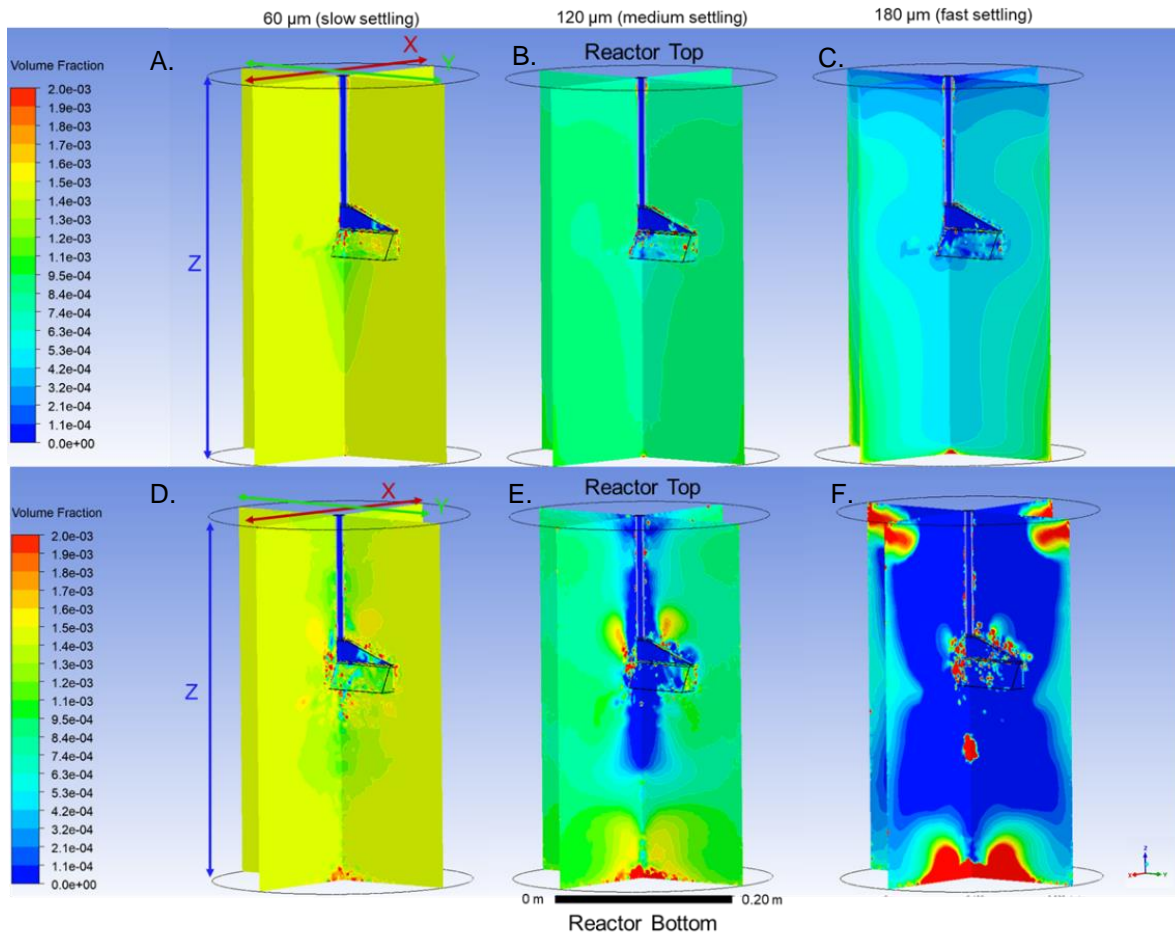 60 µm (slow settling)
120 µm (medium settling)
180 µm (fast settling)
Volume Fraction
2.0e-03
1.9e-03
1.8e-03
1.7e-03
1.6e-03
1.5e-03
1.4e-03
1.3e-03
1.2e-03
1.1e-03
9.5e-04
8.4e-04
7.4e-04
6.3e-04
5.3e-04
4.2e-04
3.2e-04
2.1e-04
1.1e-04
0.0e+00
A.
X
Y
Z
B.
Reactor Top
C.
Volume Fraction
2.0e-03
1.9e-03
1.8e-03
1.7e-03
1.6e-03
1.5e-03
1.4e-03
1.3e-03
1.2e-03
1.1e-03
9.5e-04
8.4e-04
7.4e-04
6.3e-04
5.3e-04
4.2e-04
3.2e-04
2.1e-04
1.1e-04
0.0e+00
D.
X
Y
Z
E.
Reactor Top
F.
Z
X
Y
0 m
0.20 m
Reactor Bottom